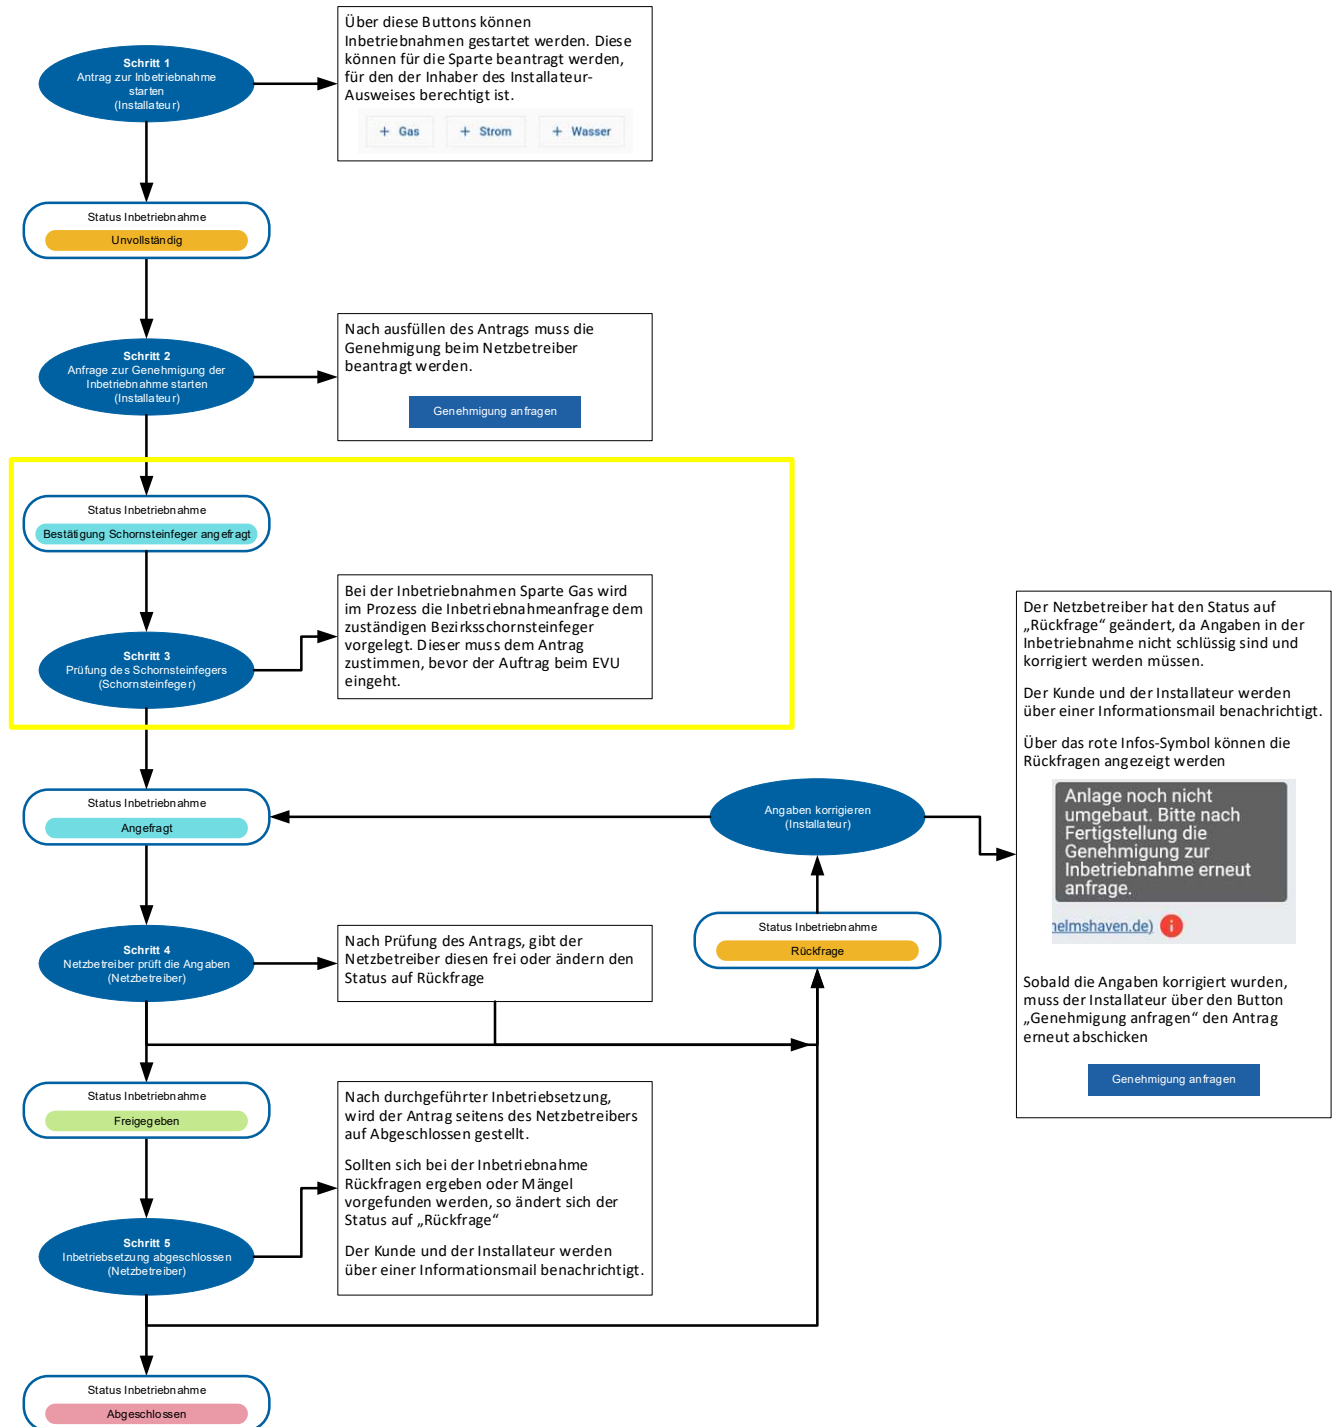 Schritt 1
Antrag zur Inbetriebnahme
starten
(Installateur)
Über diese Buttons können
Inbetriebnahmen gestartet werden. Diese
können für die Sparte beantragt werden,
für den der Inhaber des Installateur-
Ausweises berechtigt ist.
+ Gas
+ Strom
+ Wasser
Status Inbetriebnahme
Unvollständig
Schritt 2
Anfrage zur Genehmigung der
Inbetriebnahme starten
(Installateur)
Nach ausfüllen des Antrags muss die
Genehmigung beim Netzbetreiber
beantragt werden.
Genehmigung anfragen
Status Inbetriebnahme
Bestätigung Schornsteinfeger angefragt
Schritt 3
Prüfung des Schornsteinfegers
(Schornsteinfeger)
Bei der Inbetriebnahmen Sparte Gas wird
im Prozess die Inbetriebnahmeanfrage dem
zuständigen Bezirksschornsteinfeger
vorgelegt. Dieser muss dem Antrag
zustimmen, bevor der Auftrag beim EVU
eingeht.
Status Inbetriebnahme
Angefragt
Angaben korrigieren
(Installateur)
Der Netzbetreiber hat den Status auf
„Rückfrage“ geändert, da Angaben in der
Inbetriebnahme nicht schlüssig sind und
korrigiert werden müssen.
Der Kunde und der Installateur werden
über einer Informationsmail benachrichtigt.
Über das rote Infos-Symbol können die
Rückfragen angezeigt werden
Anlage noch nicht
umgebaut. Bitte nach
Fertigstellung die
Genehmigung zur
Inbetriebnahme erneut
anfrage.
helmshaven.de) i
Sobald die Angaben korrigiert wurden,
muss der Installateur über den Button
„Genehmigung anfragen“ den Antrag
erneut abschicken
Genehmigung anfragen
Status Inbetriebnahme
Rückfrage
Schritt 4
Netzbetreiber prüft die Angaben
(Netzbetreiber)
Nach Prüfung des Antrags, gibt der
Netzbetreiber diesen frei oder ändern den
Status auf Rückfrage
Status Inbetriebnahme
Freigegeben
Schritt 5
Inbetriebsetzung abgeschlossen
(Netzbetreiber)
Nach durchgeführter Inbetriebsetzung,
wird der Antrag seitens des Netzbetreibers
auf Abgeschlossen gestellt.
Sollten sich bei der Inbetriebnahme
Rückfragen ergeben oder Mängel
vorgefunden werden, so ändert sich der
Status auf „Rückfrage“
Der Kunde und der Installateur werden
über einer Informationsmail benachrichtigt.
Status Inbetriebnahme
Abgeschlossen